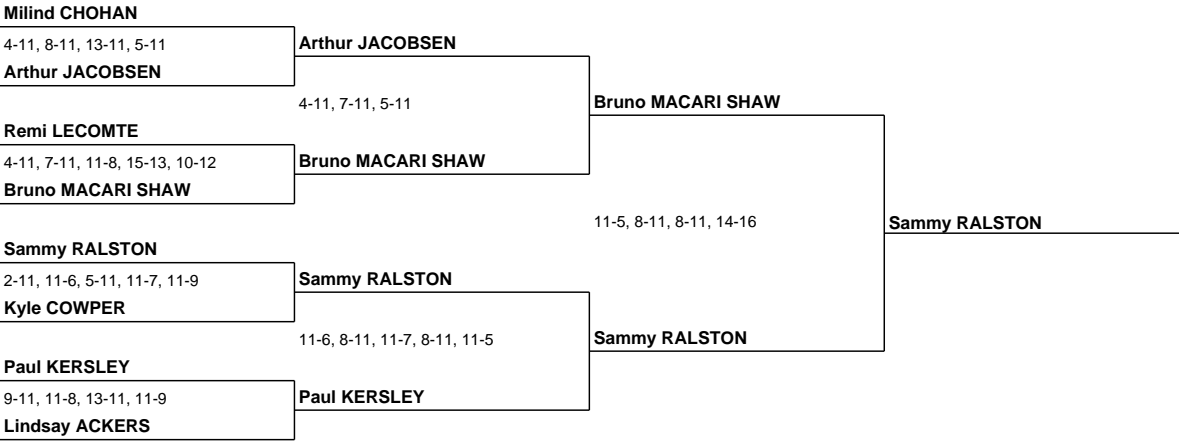 Milind CHOHAN
4-11, 8-11, 13-11, 5-11
Arthur JACOBSEN
Arthur JACOBSEN
4-11, 7-11, 5-11
Bruno MACARI SHAW
Remi LECOMTE
4-11, 7-11, 11-8, 15-13, 10-12
Bruno MACARI SHAW
Bruno MACARI SHAW
11-5, 8-11, 8-11, 14-16
Sammy RALSTON
Sammy RALSTON
2-11, 11-6, 5-11, 11-7, 11-9
Sammy RALSTON
Kyle COWPER
11-6, 8-11, 11-7, 8-11, 11-5
Sammy RALSTON
Paul KERSLEY
9-11, 11-8, 13-11, 11-9
Paul KERSLEY
Lindsay ACKERS